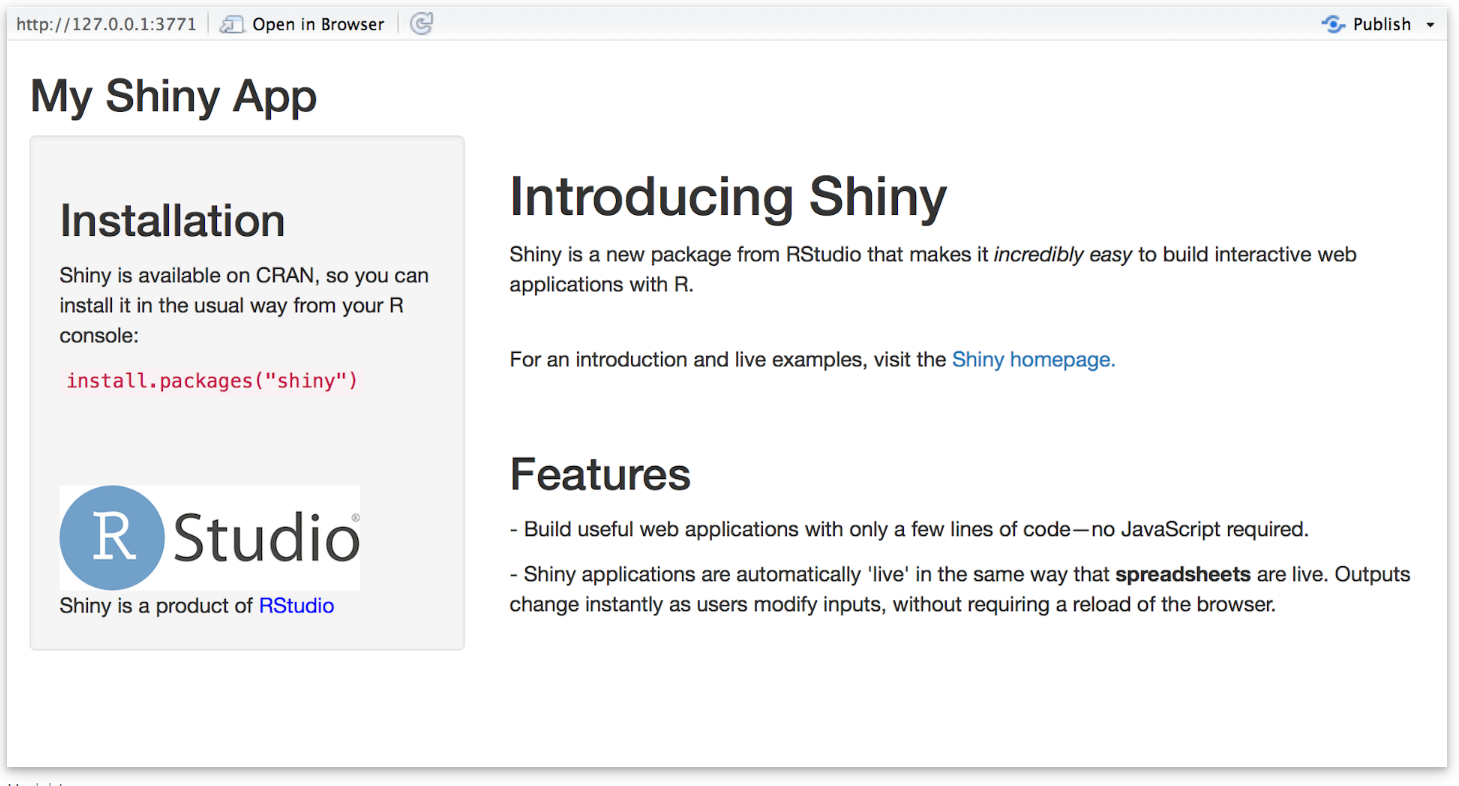 http://127.0.0.1:3771 Open in Browser Publish
My Shiny App
Installation
Shiny is available on CRAN, so you can
install it in the usual way from your R
console:
install.packages("shiny")
R Studio®
Shiny is a product of RStudio
Introducing Shiny
Shiny is a new package from RStudio that makes it incredibly easy to build interactive web
applications with R.
For an introduction and live examples, visit the Shiny homepage.
Features
- Build useful web applications with only a few lines of code—no JavaScript required.
- Shiny applications are automatically 'live' in the same way that spreadsheets are live. Outputs
change instantly as users modify inputs, without requiring a reload of the browser.